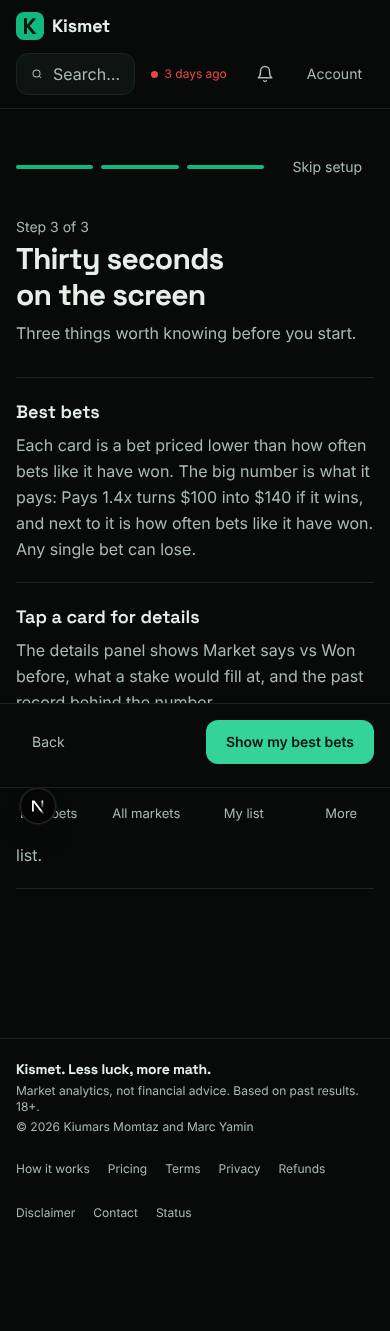 Kismet
Search...
3 days ago
Account
Skip setup
Step 3 of 3
Thirty seconds
on the screen
Three things worth knowing before you start.
Best bets
Each card is a bet priced lower than how often
bets like it have won. The big number is what it
pays: Pays 1.4x turns $100 into $140 if it wins,
and next to it is how often bets like it have won.
Any single bet can lose.
Tap a card for details
The details panel shows Market says vs Won
before, what a stake would fill at, and the past
record behind the number.
Back
Show my best bets
bets
All markets
My list
More
list.
Kismet. Less luck, more math.
Market analytics, not financial advice. Based on past results.
18+.
© 2026 Kiumars Momtaz and Marc Yamin
How it works
Pricing
Terms
Privacy
Refunds
Disclaimer
Contact
Status